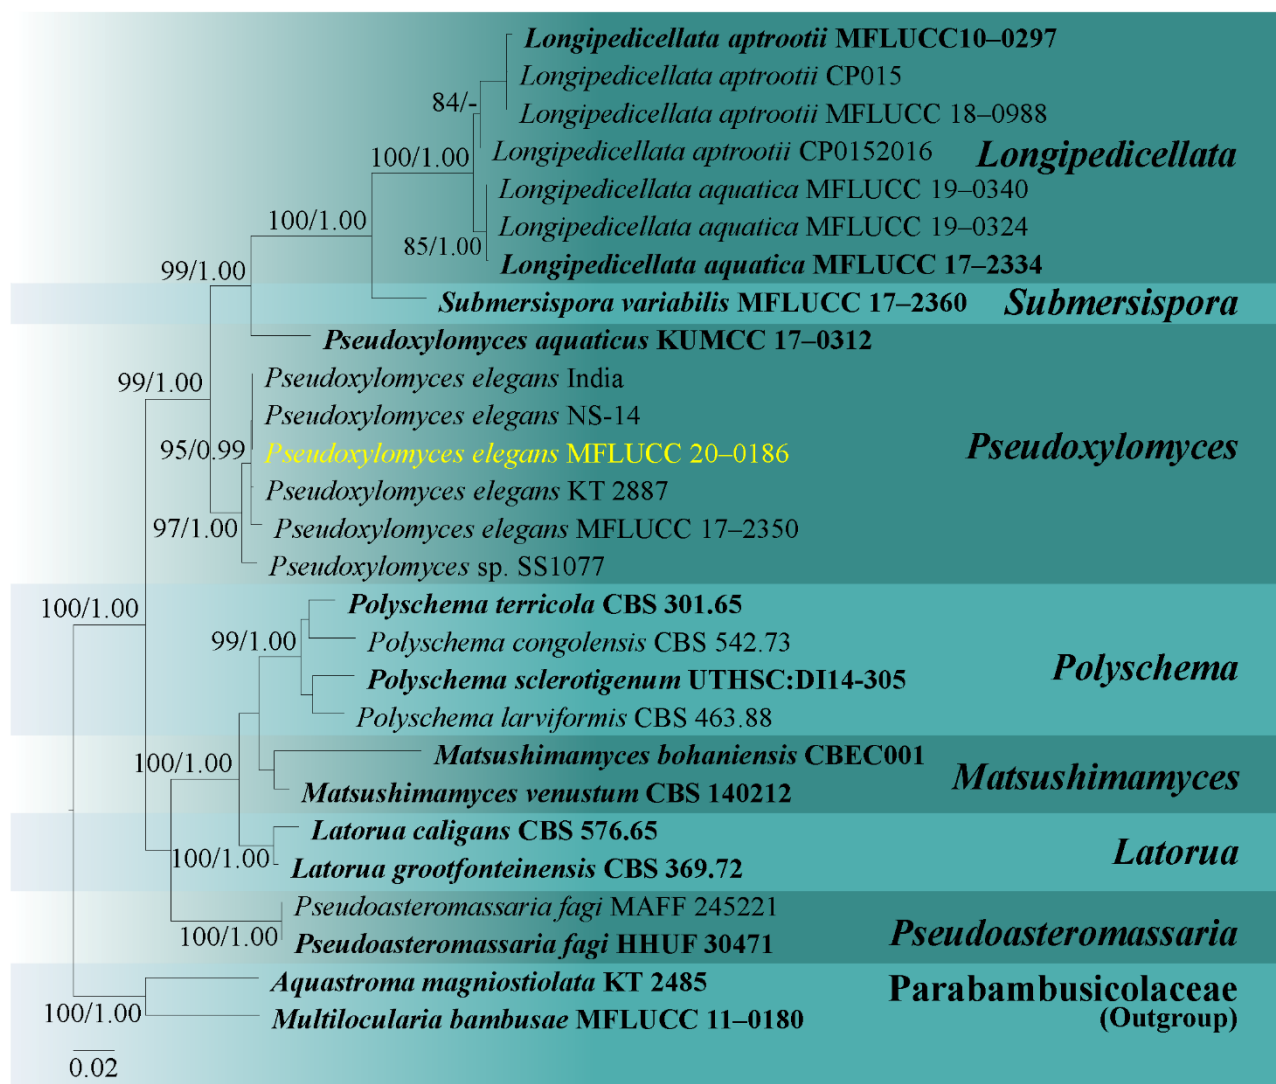 Longipedicellata aptrootii MFLUCC10–0297
Longipedicellata aptrootii CP015
84/-
Longipedicellata aptrootii MFLUCC 18–0988
100/1.00
Longipedicellata aptrootii CP0152016
Longipedicellata
Longipedicellata aquatica MFLUCC 19–0340
100/1.00
Longipedicellata aquatica MFLUCC 19–0324
85/1.00
Longipedicellata aquatica MFLUCC 17–2334
99/1.00
Submersispora variabilis MFLUCC 17–2360
Submersispora
Pseudoxylomyces aquaticus KUMCC 17–0312
99/1.00
Pseudoxylomyces elegans India
Pseudoxylomyces elegans NS-14
95/0.99
Pseudoxylomyces elegans MFLUCC 20–0186
Pseudoxylomyces
Pseudoxylomyces elegans KT 2887
97/1.00
Pseudoxylomyces elegans MFLUCC 17–2350
Pseudoxylomyces sp. SS1077
100/1.00
Polyschema terricola CBS 301.65
99/1.00
Polyschema congolensis CBS 542.73
Polyschema
Polyschema sclerotigenum UTHSC:DI14-305
Polyschema larviformis CBS 463.88
100/1.00
Matsushimamyces bohaniensis CBEC001
Matsushimamyces
Matsushimamyces venustum CBS 140212
Latorua caligans CBS 576.65
Latorua
100/1.00
Latorua grootfonteinensis CBS 369.72
Pseudoasteromassaria fagi MAFF 245221
100/1.00
Pseudoasteromassaria fagi HHUF 30471
Pseudoasteromassaria
Aquastroma magniostiolata KT 2485
Parabambusicolaceae
100/1.00
Multilocularia bambusae MFLUCC 11–0180
(Outgroup)
0.02